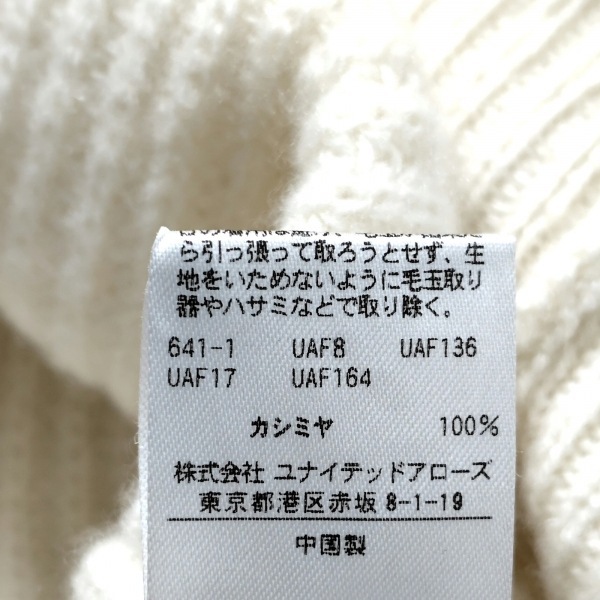 ら引っ張って取ろうとせず、生
地をいためないように毛玉取り
器やハサミなどで取り除く。
641-1 UAF8 UAF136
UAF17 UAF164
カシミヤ 100%
株式会社 ユナイテッドアローズ
東京都港区赤坂 8-1-19
中国製